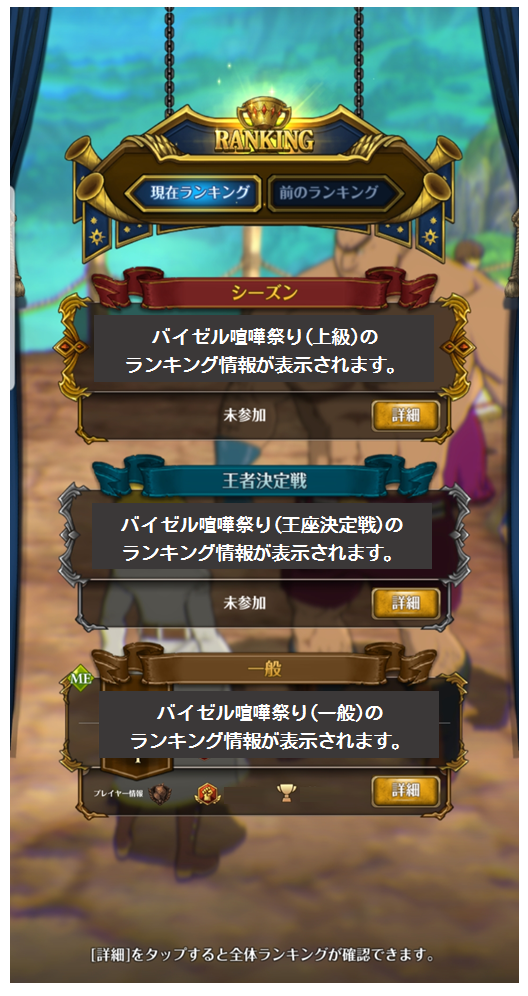 RANKING
現在ランキング
前のランキング
シーズン
バイゼル喧嘩祭り(上級)の
ランキング情報が表示されます。
未参加
詳細
王者決定戦
バイゼル喧嘩祭り(王座決定戦)の
ランキング情報が表示されます。
未参加
詳細
一般
ME
バイゼル喧嘩祭り(一般)の
ランキング情報が表示されます。
プレイヤー情報
詳細
[詳細]をタップすると全体ランキングが確認できます。